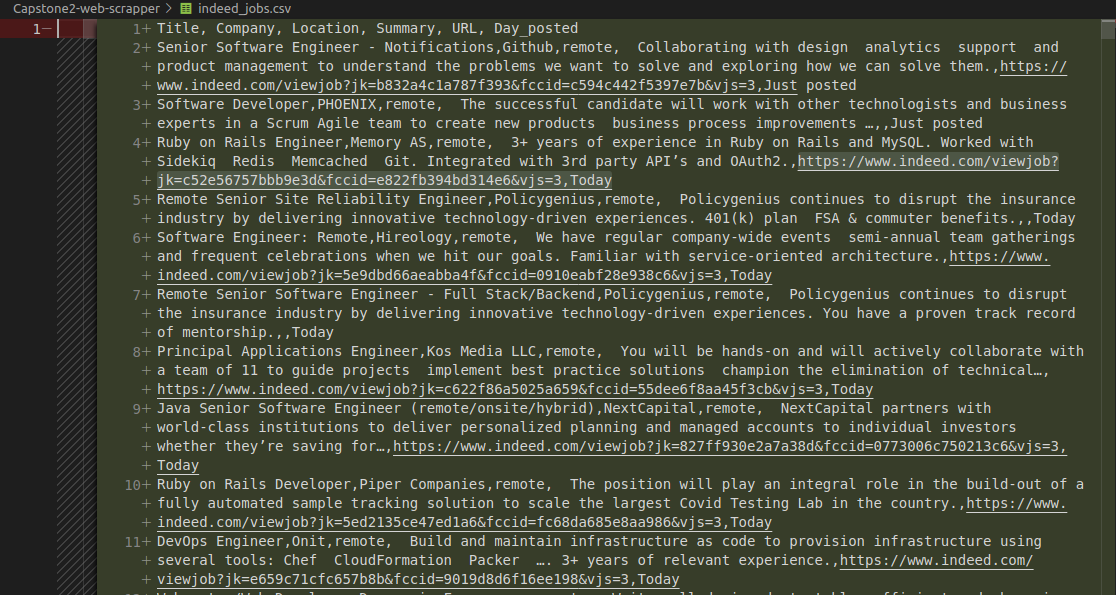 Capstone2-web-scrapper > indeed_jobs.csv
1- 1+ Title, Company, Location, Summary, URL, Day_posted
2+ Senior Software Engineer - Notifications,Github,remote,  Collaborating with design  analytics  support  and
+ product management to understand the problems we want to solve and exploring how we can solve them.,https://
+ www.indeed.com/viewjob?jk=b832a4c1a787f393&fccid=c594c442f5397e7b&vjs=3,Just posted
3+ Software Developer,PHOENIX,remote,  The successful candidate will work with other technologists and business
+ experts in a Scrum Agile team to create new products  business process improvements …,,Just posted
4+ Ruby on Rails Engineer,Memory AS,remote,  3+ years of experience in Ruby on Rails and MySQL. Worked with
+ Sidekiq  Redis  Memcached  Git. Integrated with 3rd party API’s and OAuth2.,https://www.indeed.com/viewjob?
+ jk=c52e56757bbb9e3d&fccid=e822fb394bd314e6&vjs=3,Today
5+ Remote Senior Site Reliability Engineer,Policygenius,remote,  Policygenius continues to disrupt the insurance
+ industry by delivering innovative technology-driven experiences. 401(k) plan  FSA & commuter benefits.,,Today
6+ Software Engineer: Remote,Hireology,remote,  We have regular company-wide events  semi-annual team gatherings
+ and frequent celebrations when we hit our goals. Familiar with service-oriented architecture.,https://www.
+ indeed.com/viewjob?jk=5e9dbd66aeabba4f&fccid=0910eabf28e938c6&vjs=3,Today
7+ Remote Senior Software Engineer - Full Stack/Backend,Policygenius,remote,  Policygenius continues to disrupt
+ the insurance industry by delivering innovative technology-driven experiences. You have a proven track record
+ of mentorship.,,Today
8+ Principal Applications Engineer,Kos Media LLC,remote,  You will be hands-on and will actively collaborate with
+ a team of 11 to guide projects  implement best practice solutions  champion the elimination of technical…,
+ https://www.indeed.com/viewjob?jk=c622f86a5025a659&fccid=55dee6f8aa45f3cb&vjs=3,Today
9+ Java Senior Software Engineer (remote/onsite/hybrid),NextCapital,remote,  NextCapital partners with
+ world-class institutions to deliver personalized planning and managed accounts to individual investors
+ whether they’re saving for…,https://www.indeed.com/viewjob?jk=827ff930e2a7a38d&fccid=0773006c750213c6&vjs=3,
+ Today
10+ Ruby on Rails Developer,Piper Companies,remote,  The position will play an integral role in the build-out of a
+ fully automated sample tracking solution to scale the largest Covid Testing Lab in the country.,https://www.
+ indeed.com/viewjob?jk=5ed2135ce47ed1a6&fccid=fc68da685e8aa986&vjs=3,Today
11+ DevOps Engineer,Onit,remote,  Build and maintain infrastructure as code to provision infrastructure using
+ several tools: Chef  CloudFormation  Packer  …. 3+ years of relevant experience.,https://www.indeed.com/
+ viewjob?jk=e659c71cfc657b8b&fccid=9019d8d6f16ee198&vjs=3,Today